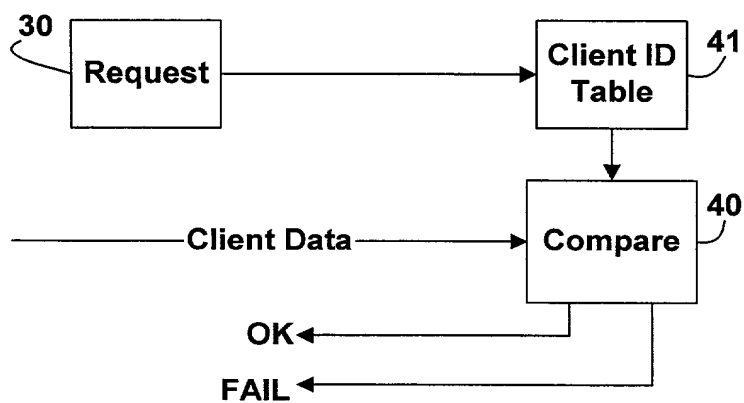 30
Request
Client ID
Table
41
Client Data
Compare
40
OK
FAIL